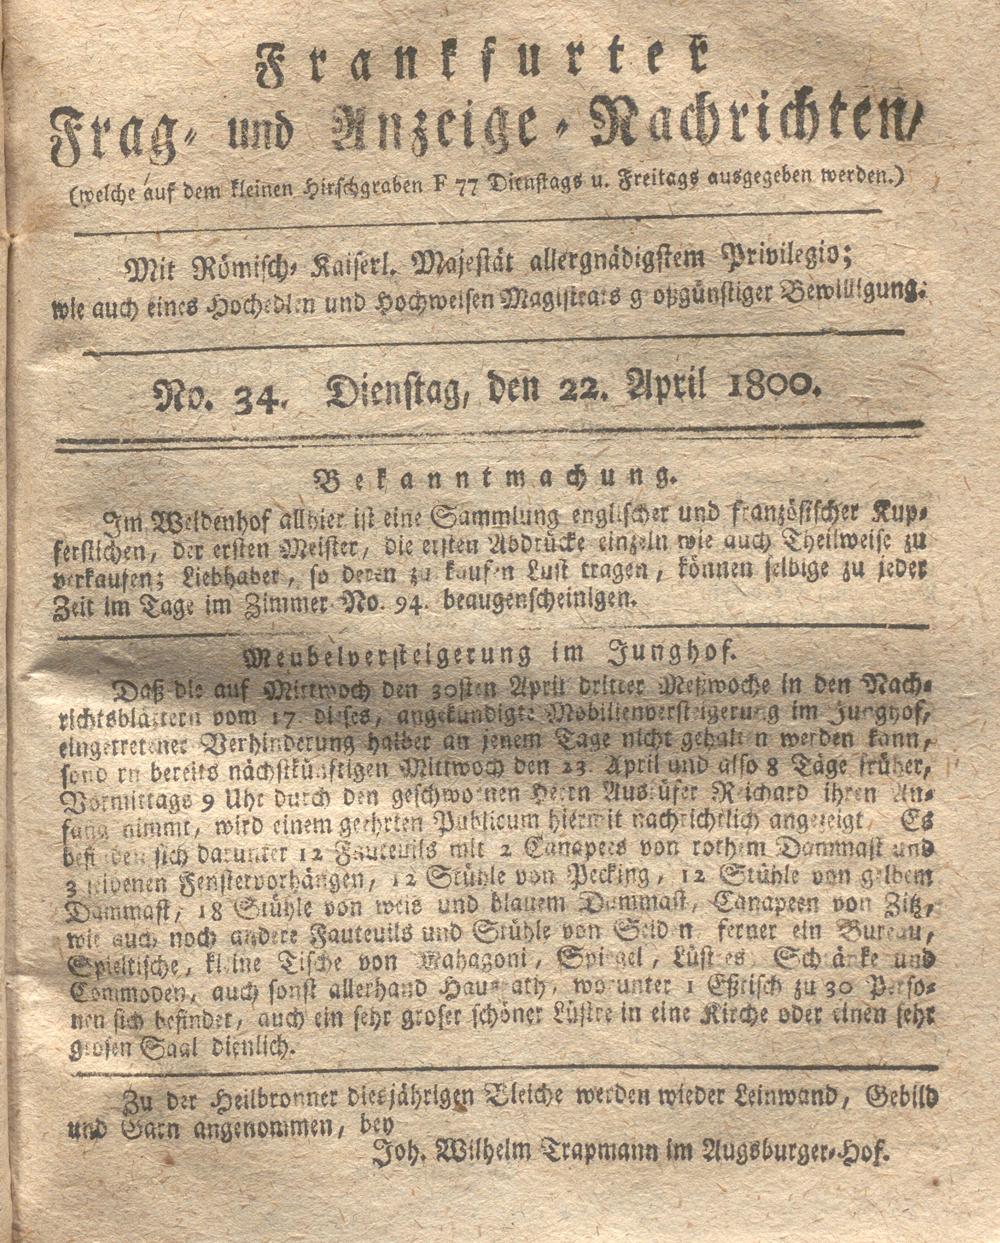 Frankfurter
Frag- und Anzeige-Nachrichten,
(welche auf dem kleinen Hirschgraben F 77 Dienstags u. Freitags ausgegeben werden.)
Mit Römisch-Kaiserl. Majestät allergnädigstem Privilegio;
wie auch eines Hochedlen und Hochweisen Magistrats großgünstiger Bewilligung.
No. 34. Dienstag, den 22. April 1800.
Bekanntmachung.
Im Weidenhof allhier ist eine Sammlung englischer und französischer Kup-
ferstichen, der ersten Meister, die ersten Abdrücke einzeln wie auch Theilweise zu
verkaufen; Liebhaber, so deren zu kaufen Lust tragen, können selbige zu jeder
Zeit im Tage im Zimmer No. 94. beaugenscheinigen.
Meubelversteigerung im Junghof.
Daß die auf Mittwoch den 30sten April dritter Meßwoche in den Nach-
richtsblättern vom 17. dieses, angekündigte Mobilienversteigerung im Junghof,
eingetretener Verhinderung halber an jenem Tage nicht gehalten werden kann,
sondern bereits nächstkünftigen Mittwoch den 23. April und also 8 Täge früher,
Vormittags 9 Uhr durch den geschwornen Herrn Ausrüfer Reichard ihren An-
fang nimmt, wird einem geehrten Publicum hiermit nachrichtlich angezeigt. Es
befinden sich darunter 12 Fauteuils mit 2 Canapees von rothem Dammast und
3 seidenen Fenstervorhängen, 12 Stühle von Pecking, 12 Stühle von gelbem
Dammast, 18 Stühle von weis und blauem Dammast, Canapeen von Zitz,
wie auch noch andere Fauteuils und Stühle von Seiden, ferner ein Bureau,
Spieltische, kleine Tische von Mahagoni, Spiegel, Lüstres, Schränke und
Commoden, auch sonst allerhand Hausrath, worunter 1 Eßtisch zu 30 Perso-
nen sich befindet, auch ein sehr groser schöner Lüstre in eine Kirche oder einen sehr
grosen Saal dienlich.
Zu der Heilbronner diesjährigen Bleiche werden wieder Leinwand, Gebild
und Garn angenommen, bey
Joh. Wilhelm Trapmann im Augsburger-Hof.